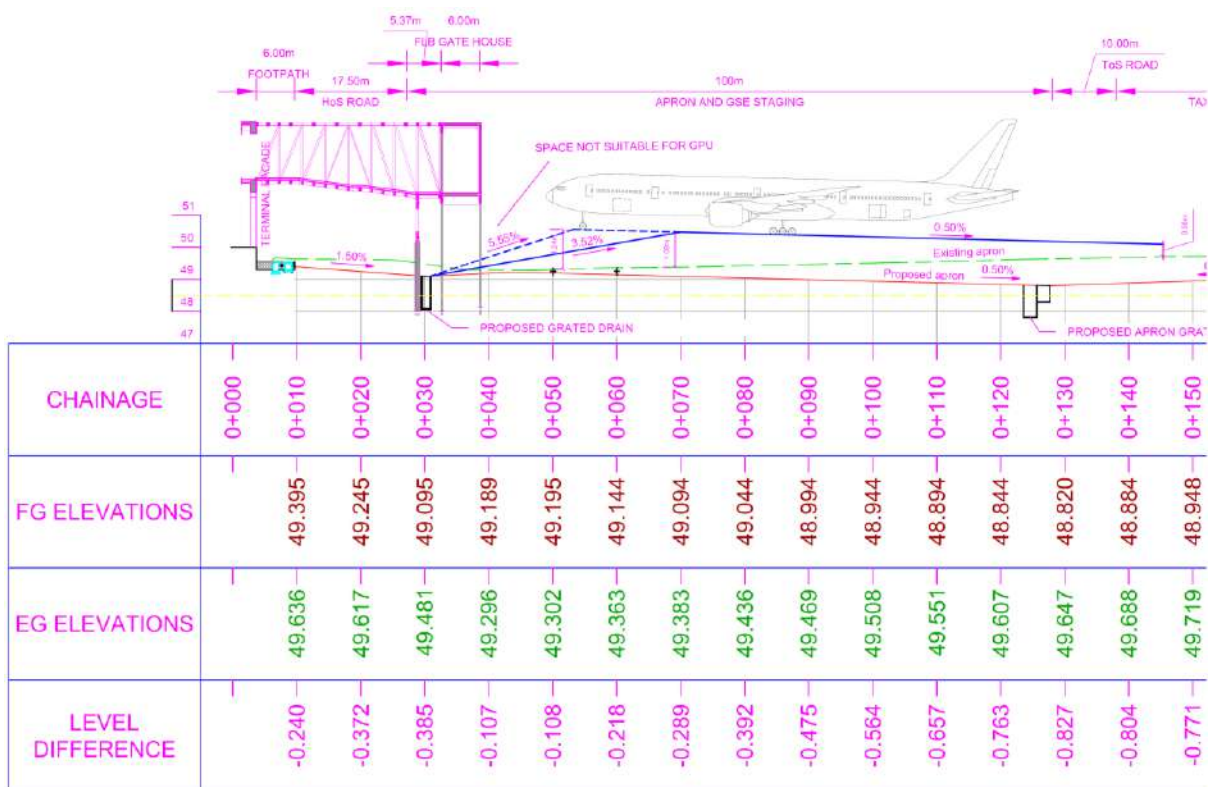 5.37m 6.00m
FLB GATE HOUSE
6.00m
FOOTPATH
10.00m
ToS ROAD
17.50m
HoS ROAD
100m
APRON AND GSE STAGING
TAX
TERMINAL FACADE
SPACE NOT SUITABLE FOR GPU
51
50
49
48
47
1.50%
5.55%
3.52%
0.50%
Existing apron
Proposed apron
0.50%
PROPOSED GRATED DRAIN
PROPOSED APRON GRAT
CHAINAGE 0+000 0+010 0+020 0+030 0+040 0+050 0+060 0+070 0+080 0+090 0+100 0+110 0+120 0+130 0+140 0+150
FG ELEVATIONS 49.395 49.245 49.095 49.189 49.195 49.144 49.094 49.044 48.994 48.944 48.894 48.844 48.820 48.884 48.948
EG ELEVATIONS 49.636 49.617 49.481 49.296 49.302 49.363 49.383 49.436 49.469 49.508 49.551 49.607 49.647 49.688 49.719
LEVEL
DIFFERENCE -0.240 -0.372 -0.385 -0.107 -0.108 -0.218 -0.289 -0.392 -0.475 -0.564 -0.657 -0.763 -0.827 -0.804 -0.771